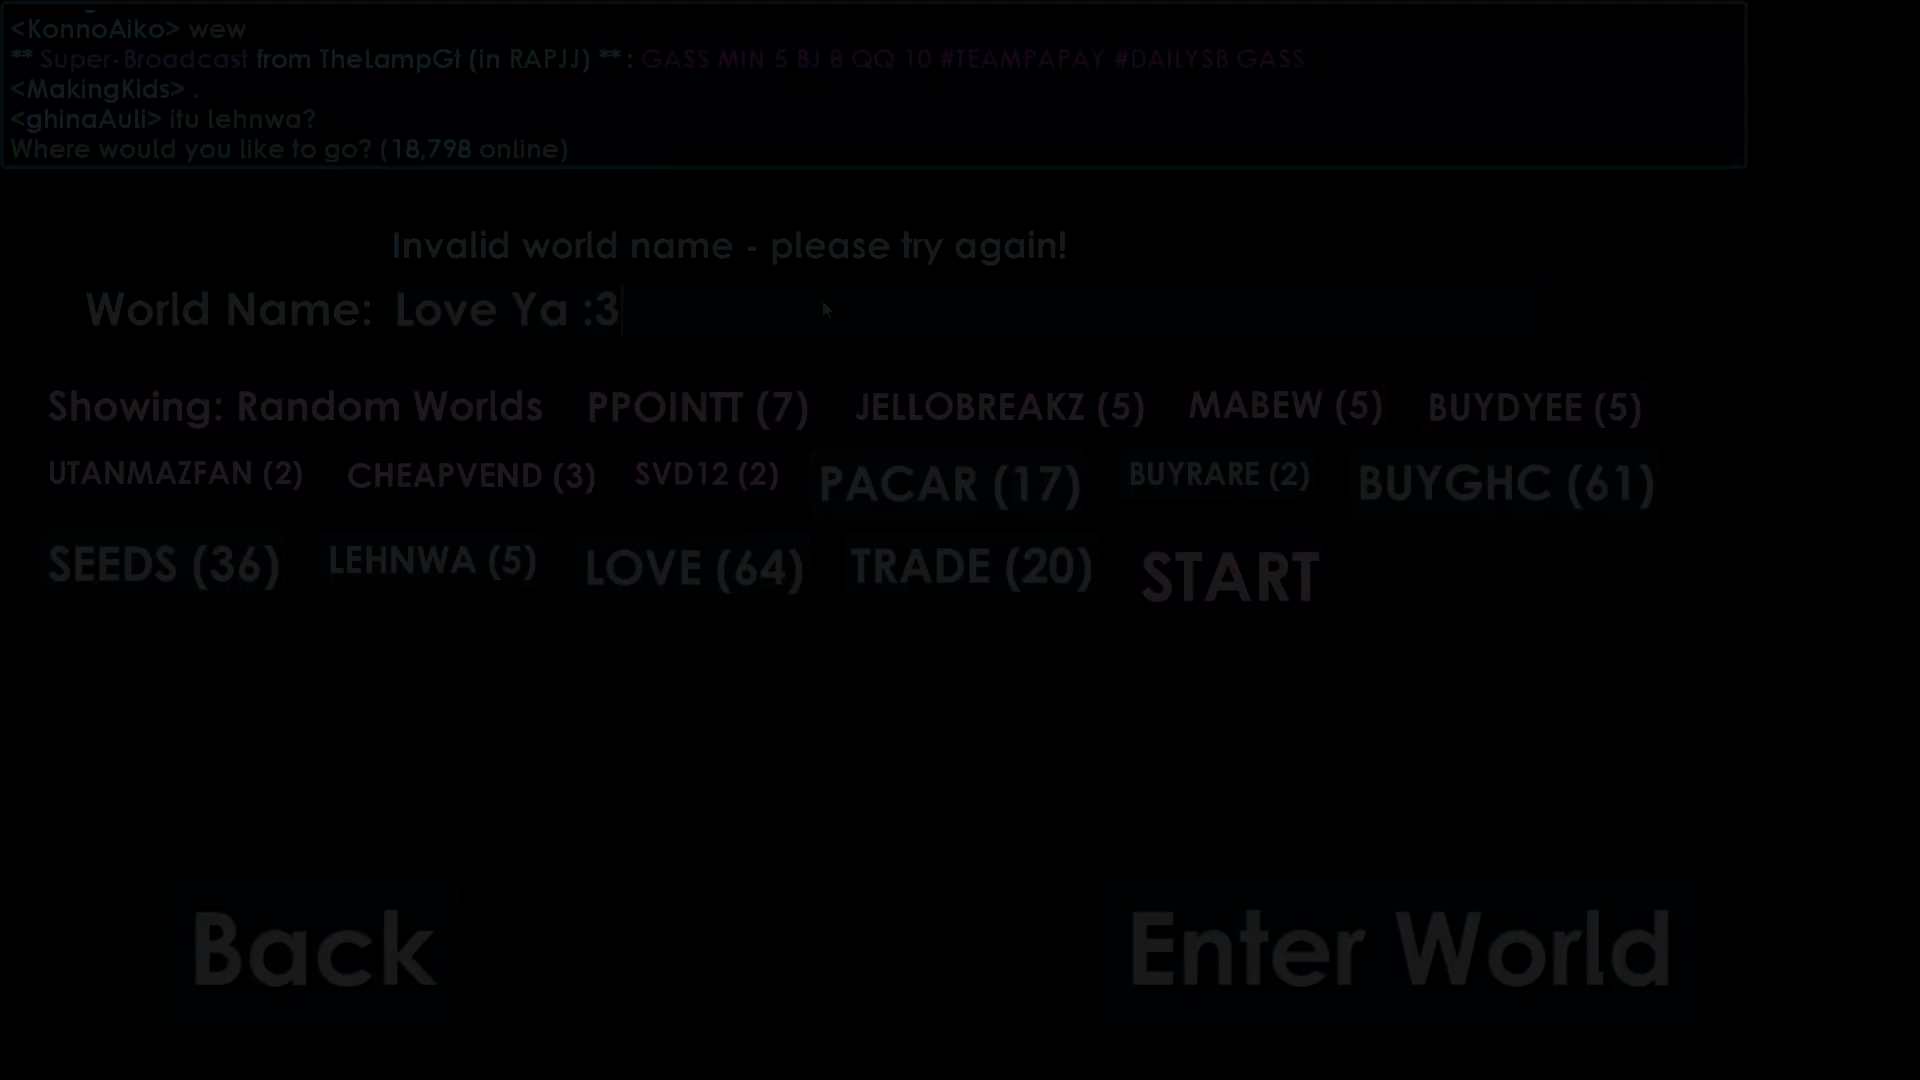 <KonnoAiko> wew
** Super-Broadcast from TheLampGt (in RAPJJ) ** : GASS MIN 5 BJ 8 QQ 10 #TEAMPAPAY #DAILYSB GASS
<MakingKids> .
<ghinaAuli> itu lehnwa?
Where would you like to go? (18,798 online)
Invalid world name - please try again!
World Name: Love Ya :3
Showing: Random Worlds PPOINTT (7) JELLOBREAKZ (5) MABEW (5) BUYDYEE (5)
UTANMAZFAN (2) CHEAPVEND (3) SVD12 (2) PACAR (17) BUYRARE (2) BUYGHC (61)
SEEDS (36) LEHNWA (5) LOVE (64) TRADE (20) START
Back Enter World